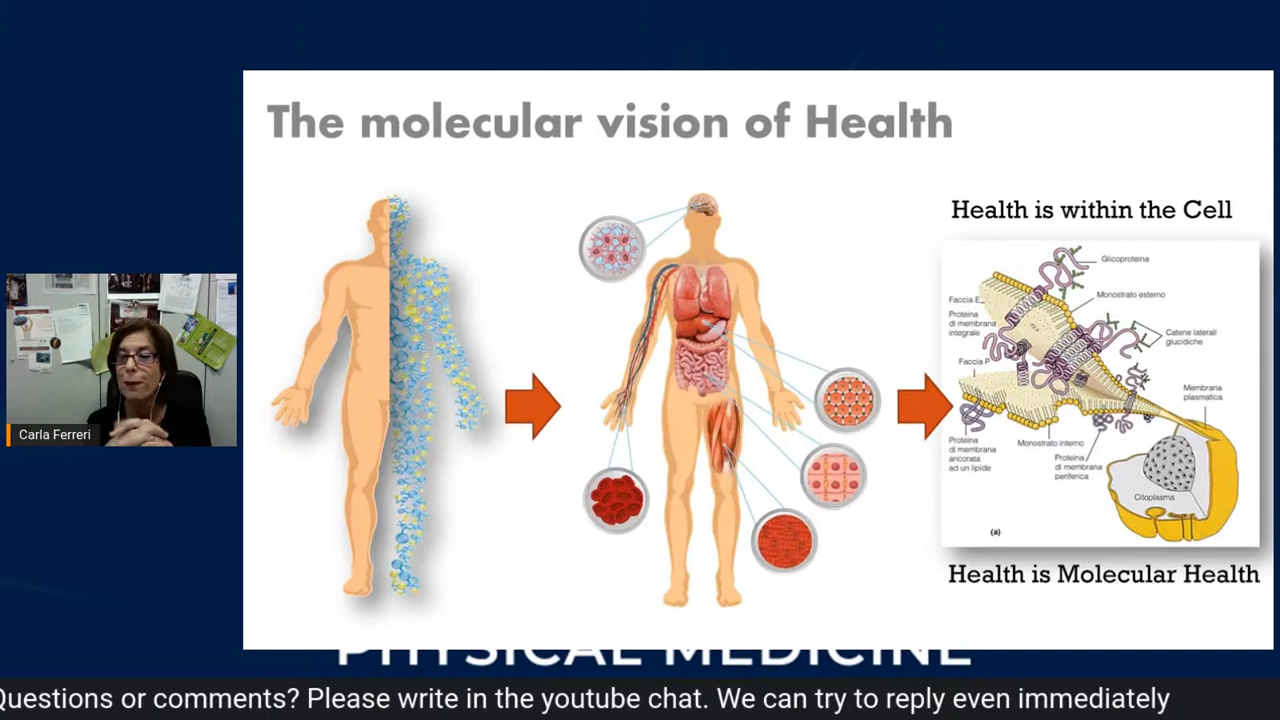 The molecular vision of Health
Health is within the Cell
Glicoproteina
Faccia E
Monostrato esterno
Proteina
di membrana
integrale
Catene laterali
glucidiche
Faccia P
Membrana
plasmatica
Proteina
di membrana
ancorata
ad un lipide
Monostrato interno
Proteina
di membrana
periferica
Citoplasma
(a)
Health is Molecular Health
Carla Ferreri
PHYSICAL MEDICINE
Questions or comments? Please write in the youtube chat. We can try to reply even immediately